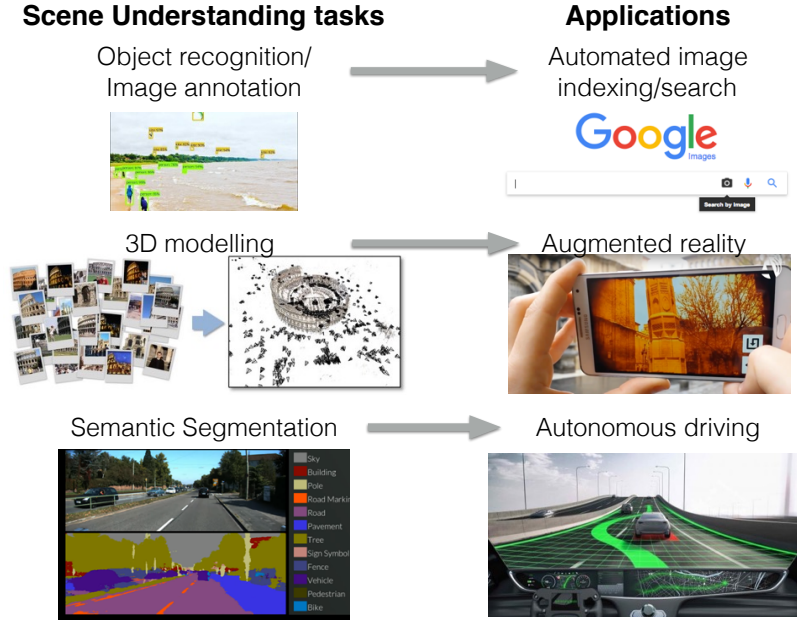 Scene Understanding tasks
Applications
Object recognition/
Image annotation
Automated image
indexing/search
Google
Images
Search by image
3D modelling
Augmented reality
Semantic Segmentation
Autonomous driving
Sky
Building
Pole
Road Markin
Road
Pavement
Tree
Sign Symbol
Fence
Vehicle
Pedestrian
Bike